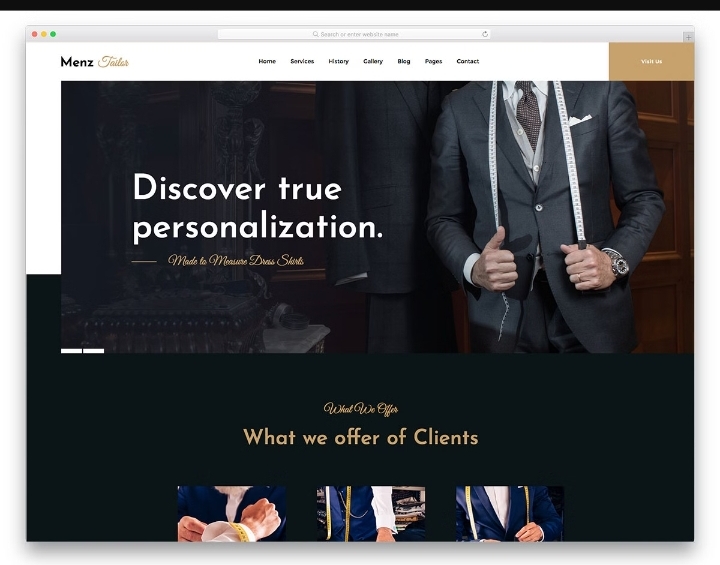 Search or enter website name
Menz Tailor
Home Services History Gallery Blog Pages Contact
Visit Us
Discover true
personalization.
Made to Measure Dress Shirts
What We Offer
What we offer of Clients